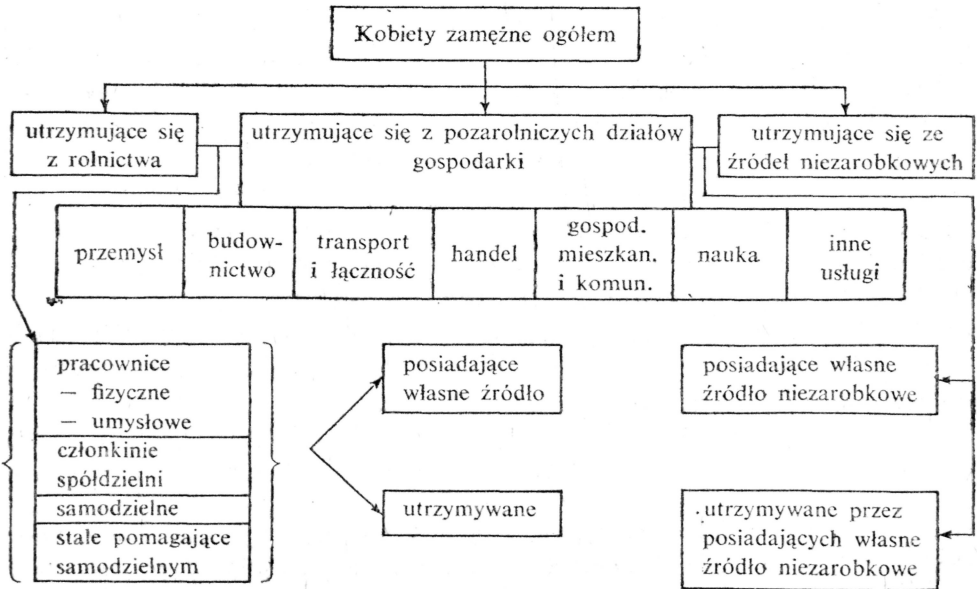 Kobiety zamężne ogółem
utrzymujące się
z rolnictwa
utrzymujące się z pozarolniczych działów
gospodarki
utrzymujące się ze
źródeł niezarobkowych
przemysł
budow-
nictwo
transport
i łączność
handel
gospod.
mieszkan.
i komun.
nauka
inne
usługi
pracownice
— fizyczne
— umysłowe
członkinie
spółdzielni
samodzielne
stale pomagające
samodzielnym
posiadające
własne źródło
utrzymywane
posiadające własne
źródło niezarobkowe
utrzymywane przez
posiadających własne
źródło niezarobkowe